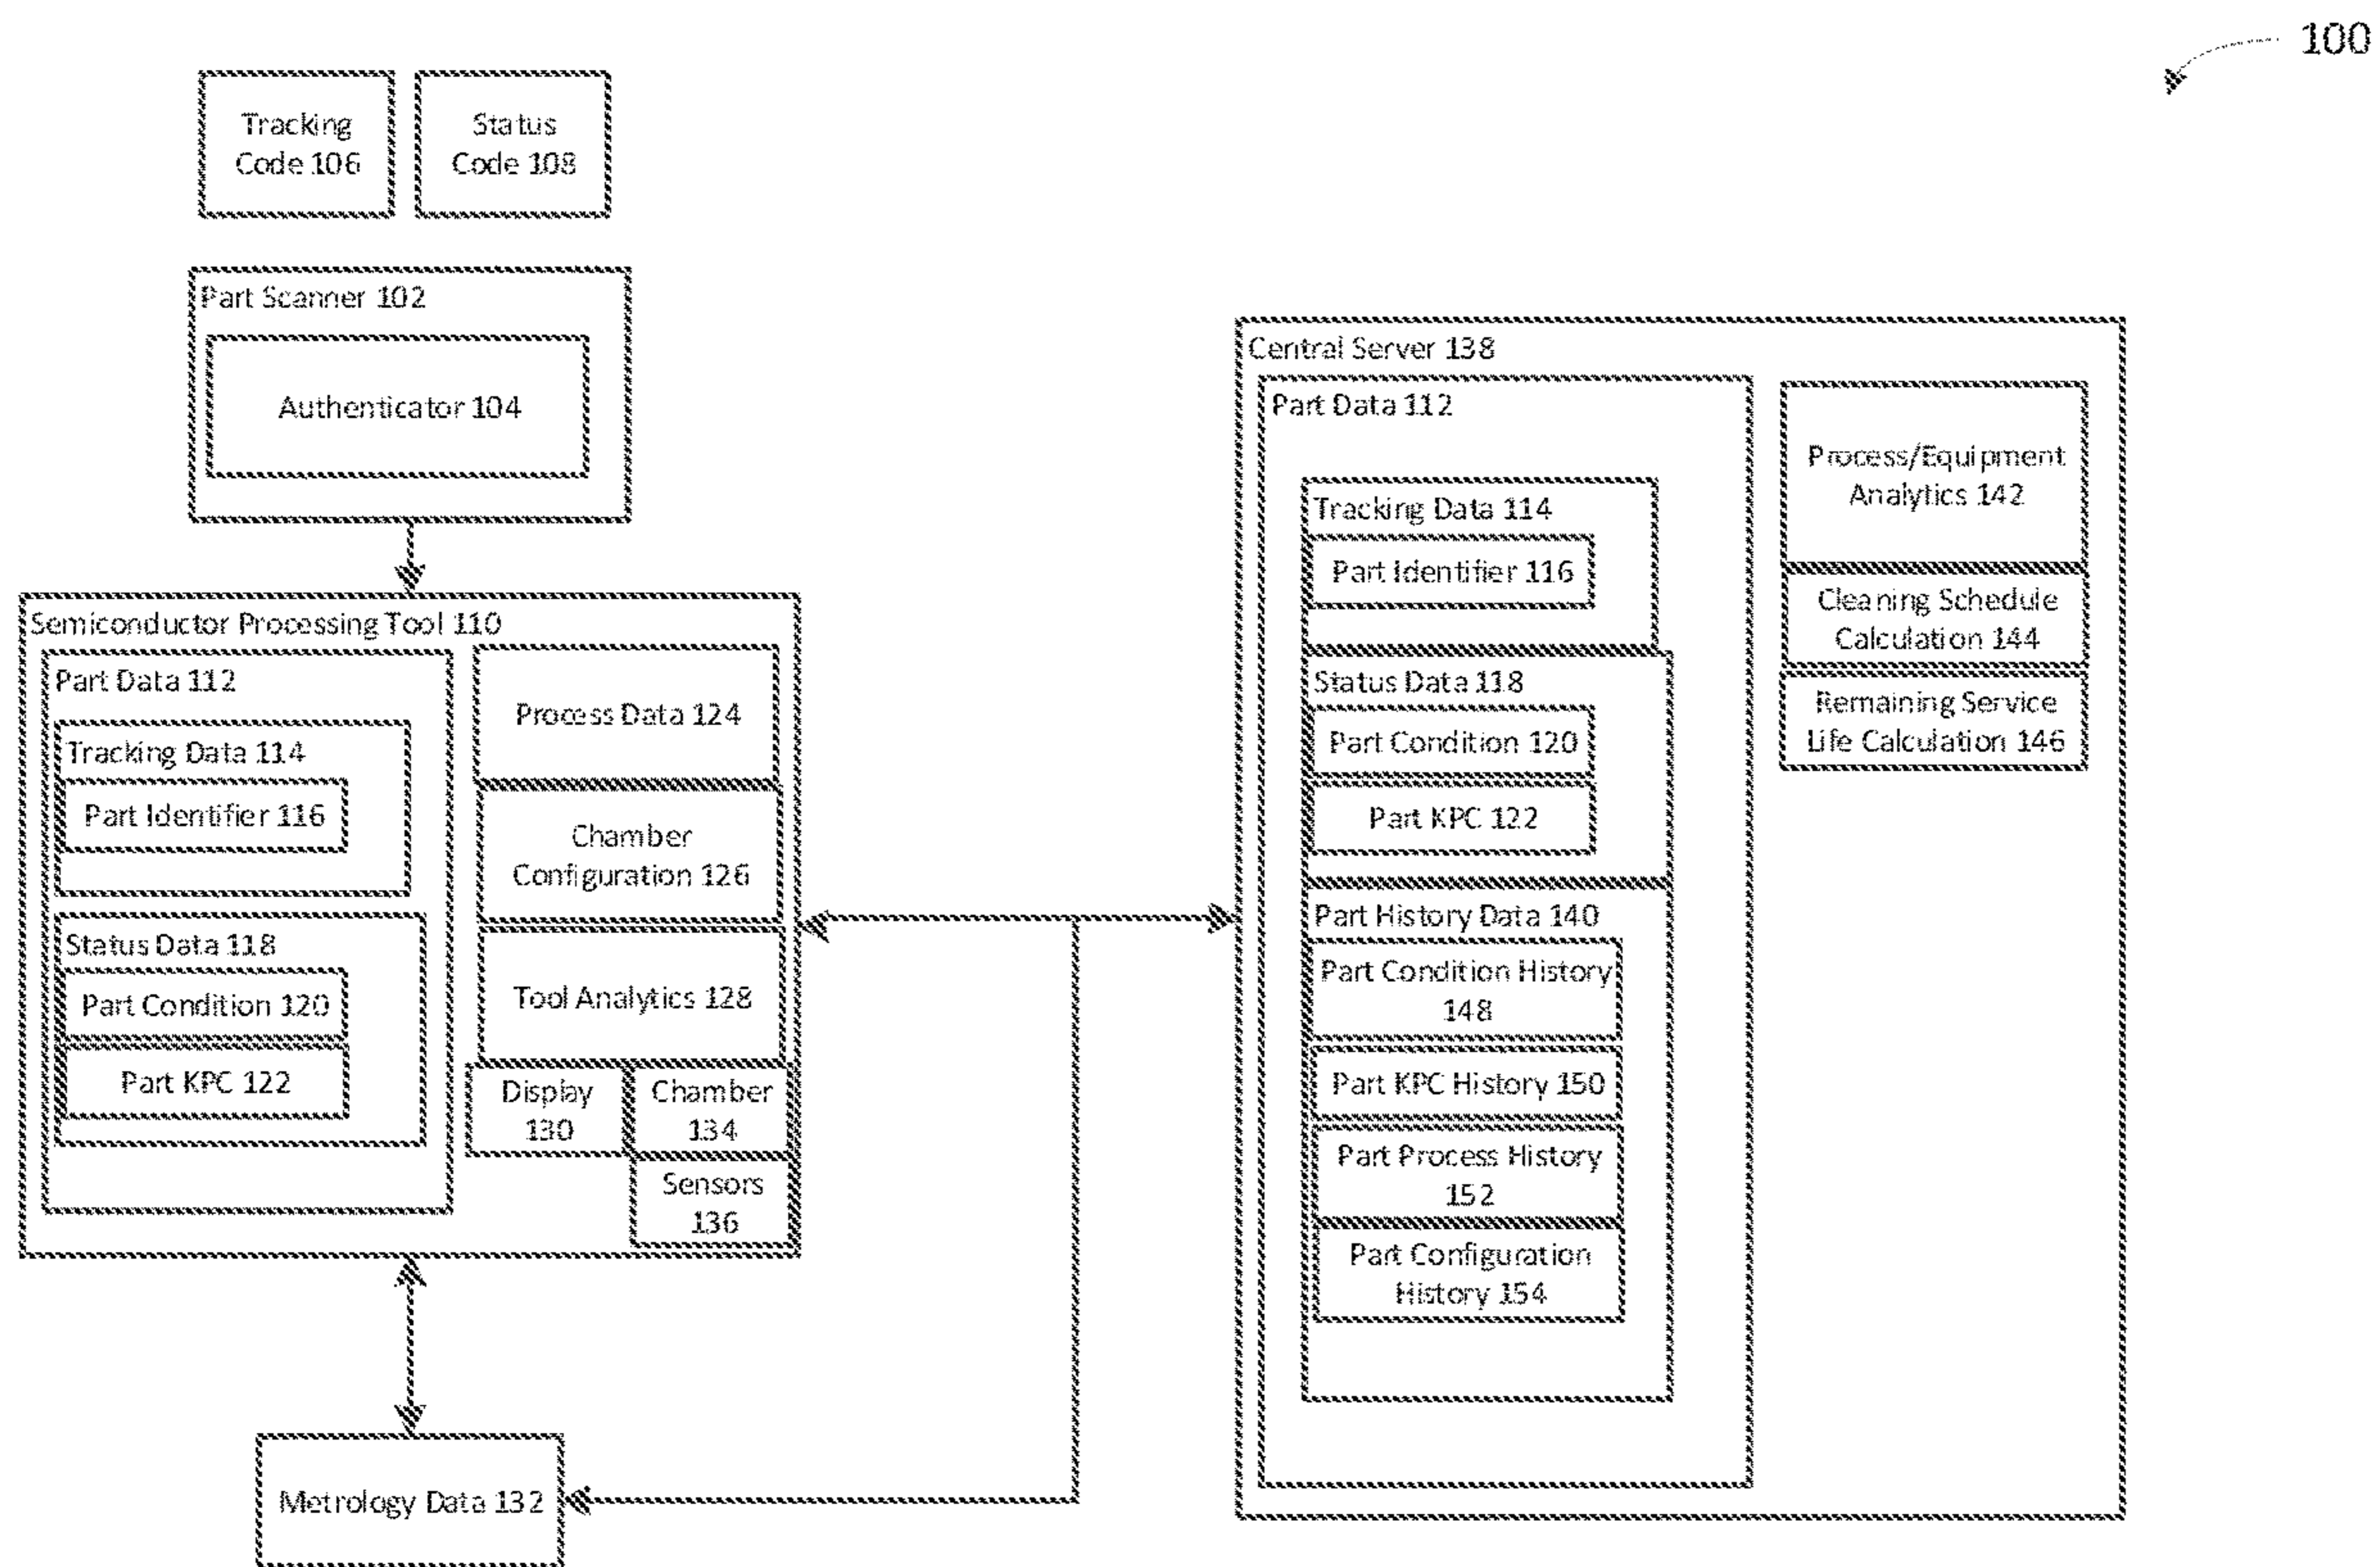 100
Tracking
Code 106
Status
Code 108
Part Scanner 102
Authenticator 104
Semiconductor Processing Tool 110
Part Data 112
Tracking Data 114
Part Identifier 116
Status Data 118
Part Condition 120
Part KPC 122
Process Data 124
Chamber
Configuration 126
Tool Analytics 128
Display
130
Chamber
134
Sensors
136
Metrology Data 132
Central Server 138
Part Data 112
Tracking Data 114
Part Identifier 116
Status Data 118
Part Condition 120
Part KPC 122
Part History Data 140
Part Condition History
148
Part KPC History 150
Part Process History
152
Part Configuration
History 154
Process/Equipment
Analytics 142
Cleaning Schedule
Calculation 144
Remaining Service
Life Calculation 146